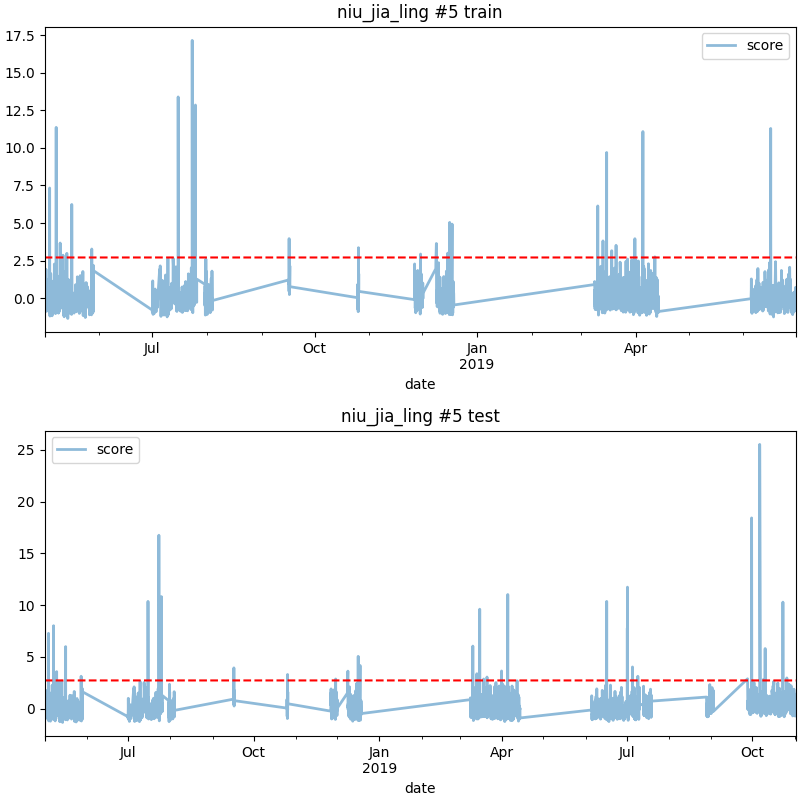 niu_jia_ling #5 train
score
17.5
15.0
12.5
10.0
7.5
5.0
2.5
0.0
Jul Oct Jan Apr
2019
date
niu_jia_ling #5 test
score
25
20
15
10
5
0
Jul Oct Jan Apr Jul Oct
2019
date